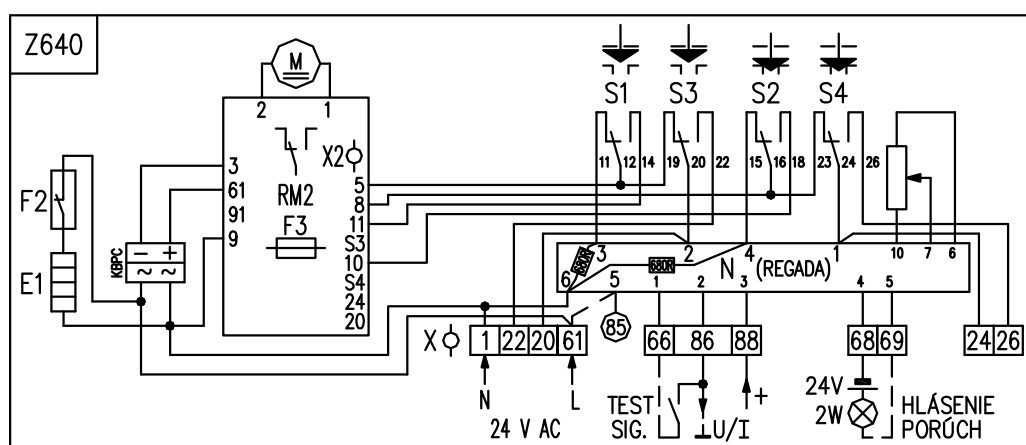 Z640
M
2 1
S1 S3 S2 S4
11 12 14 19 20 22 15 16 18 23 24 26
X2
3
61
91
9
RM2
F3
5
8
11
S3
10
S4
24
20
F2
E1
KBPC
- +
~ ~
680R
680R
3 2 4 1 10 7 6
N (REGADA)
6 5 1 2 3 4 5
85
X
1 22 20 61 66 86 88 68 69 24 26
N L
24 V AC
TEST
SIG.
U/I
+
24V
2W
HLÁSENIE
PORÚCH